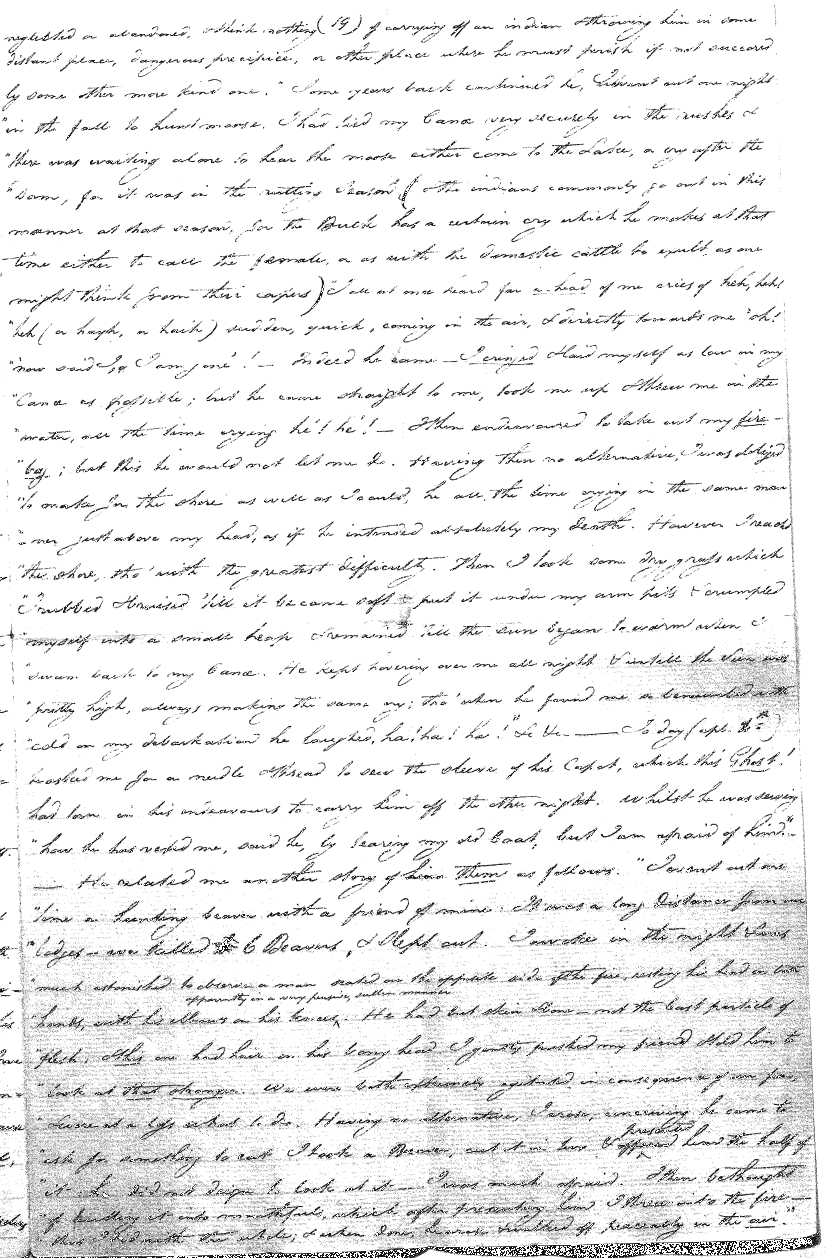 neglected or abandoned, & think nothing (19) of carrying off an indian & throwing him in some
distant place, dangerous precipice, or other place where he must perish if not succored
by some other more kind one." Some years back continued he, I went out one night
"in the fall to hunt moose. I had tied my Canoe very securely in the rushes &
"there was waiting alone to hear the moose either come to the Lake, or cry after the
"Dam, for it was in the rutting Season" (the indians commonly go out in this
manner at that season, for the Buck has a certain cry which he makes at that
time either to call the female, or as with the domestic cattle to exult, as one
might think from their capers) "I all at once heard far a head of me cries of heh, heh,
"heh (or hagh, or haih) sudden, quick, coming in the air, & directly towards me "oh!
"now said I, I am gone'! — Indeed he came — I cringed & laid myself as low in my
"Canoe as possible; but he came straight to me, took me up & threw me in the
"water, all the time crying he'! he'! — I then endeavoured to take out my fire-
"bag; but this he would not let me do. Having then no alternative, I was obliged
"to make for the shore as well as I could, he all the time crying in the same man
"ner just above my head, as if he intended absolutely my death. However I reach'd
"the shore, tho' with the greatest difficulty. Then I took some dry grass which
"I rubbed & bruised 'till it became soft put it under my arm pits & crumpled
"myself into a small heap & remained 'till the sun began to warm when I
"swam back to my Canoe. He kept hovering over me all night & untill the Sun was
"pretty high, always making the same cry; tho' when he found me so benumbed with
"cold on my debarkation he laughed, ha! ha! ha!" &c &c — To day (apl.
he asked me for a needle & thread to sew the sleeve of his Capot, which this Ghost!
had torn in his endeavours to carry him off the other night. Whilst he was sewing
"how he has vexed me, said he, by tearing my old Coat, but I am afraid of him."—
— He related me another story of them as follows. "I went out one
"time a hunting beaver with a friend of mine. It was a long distance from our
"lodges — we killed 6 Beavers, & Slept out. I awoke in the night & was
"much astonished to observe a man seated on the opposite side of the fire, resting his head on both
apparently in a very pensive, sullen manner
"hands, with his elbows on his knees. He had but skin & bone — not the least particle of
"flesh; & this one had hair on his bony head. I gently pushed my friend & told him to
"look at that stranger. We were both extremely agitated in consequence of our fear,
"& were at a loss what to do. Having no alternative, I arose, conceiving he came to
presented
"ask for something to eat I took a Beaver, cut it in two & offered him the half of
"it he did not deign to look at it — I was much afraid. I then bethought
"of cutting it into mouthfuls, which after presenting him I threw into the fire —
"thus I did with the whole, & when done, he arose & walked off peaceably in the air."